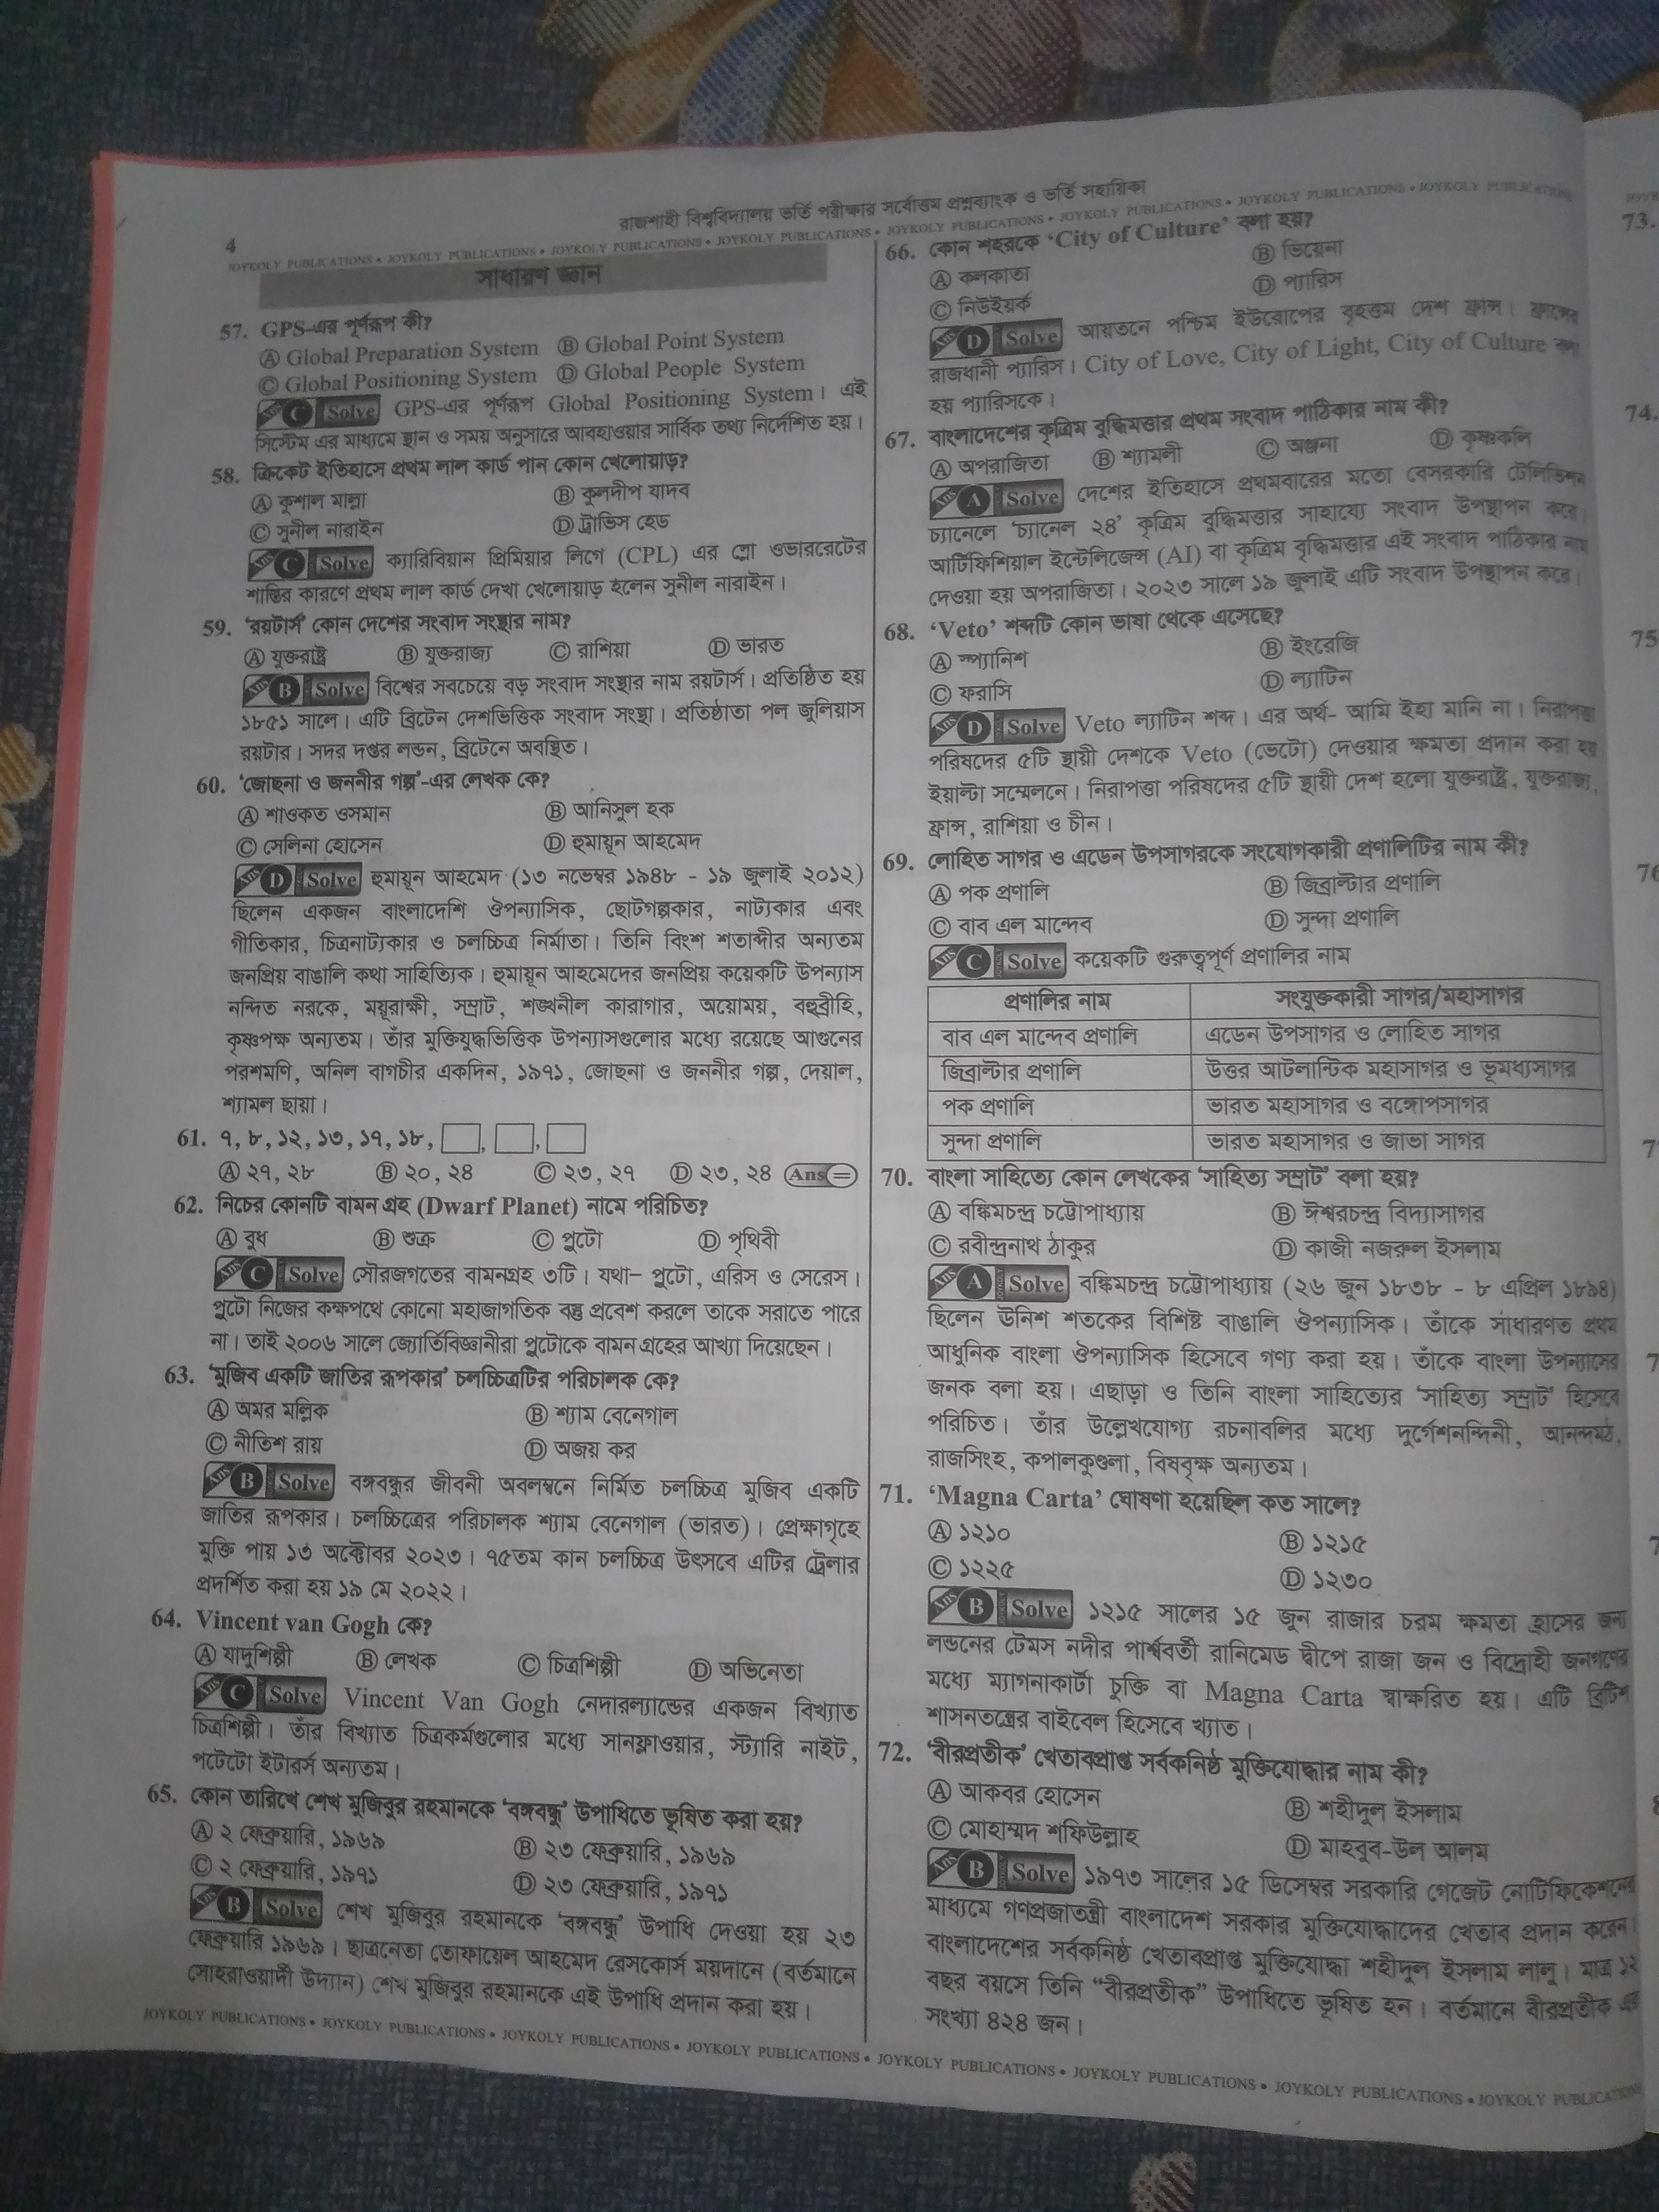 4
রাজশাহী বিশ্ববিদ্যালয় ভর্তি পরীক্ষার সর্বোত্তম প্রশ্নব্যাংক ও ভর্তি সহায়িকা
JOYKOLY PUBLICATIONS • JOYKOLY PUBLICATIONS • JOYKOLY PUBLICATIONS • JOYKOLY PUBLICATIONS • JOYKOLY PUBLICATIONS • JOYKOLY PUBLICATIONS • JOYKOLY PUBLICATIONS • JOYKOLY PUBLICATIONS
সাধারণ জ্ঞান
57. GPS-এর পূর্ণরূপ কী?
Ⓐ Global Preparation System Ⓑ Global Point System
Ⓒ Global Positioning System Ⓓ Global People System
Ans C Solve GPS-এর পূর্ণরূপ Global Positioning System। এই
সিস্টেম এর মাধ্যমে স্থান ও সময় অনুসারে আবহাওয়ার সার্বিক তথ্য নির্দেশিত হয়।
58. ক্রিকেট ইতিহাসে প্রথম লাল কার্ড পান কোন খেলোয়াড়?
Ⓐ কুশাল মাল্লা Ⓑ কুলদীপ যাদব
Ⓒ সুনীল নারাইন Ⓓ ট্রাভিস হেড
Ans C Solve ক্যারিবিয়ান প্রিমিয়ার লিগে (CPL) এর স্লো ওভাররেটের
শাস্তির কারণে প্রথম লাল কার্ড দেখা খেলোয়াড় হলেন সুনীল নারাইন।
59. ‘রয়টার্স’ কোন দেশের সংবাদ সংস্থার নাম?
Ⓐ যুক্তরাষ্ট্র Ⓑ যুক্তরাজ্য Ⓒ রাশিয়া Ⓓ ভারত
Ans B Solve বিশ্বের সবচেয়ে বড় সংবাদ সংস্থার নাম রয়টার্স। প্রতিষ্ঠিত হয়
১৮৫১ সালে। এটি ব্রিটেন দেশভিত্তিক সংবাদ সংস্থা। প্রতিষ্ঠাতা পল জুলিয়াস
রয়টার। সদর দপ্তর লন্ডন, ব্রিটেনে অবস্থিত।
60. ‘জোছনা ও জননীর গল্প’-এর লেখক কে?
Ⓐ শাওকত ওসমান Ⓑ আনিসুল হক
Ⓒ সেলিনা হোসেন Ⓓ হুমায়ূন আহমেদ
Ans D Solve হুমায়ূন আহমেদ (১৩ নভেম্বর ১৯৪৮ - ১৯ জুলাই ২০১২)
ছিলেন একজন বাংলাদেশি ঔপন্যাসিক, ছোটগল্পকার, নাট্যকার এবং
গীতিকার, চিত্রনাট্যকার ও চলচ্চিত্র নির্মাতা। তিনি বিংশ শতাব্দীর অন্যতম
জনপ্রিয় বাঙালি কথা সাহিত্যিক। হুমায়ূন আহমেদের জনপ্রিয় কয়েকটি উপন্যাস
নন্দিত নরকে, ময়ূরাক্ষী, সম্রাট, শঙ্খনীল কারাগার, অয়োময়, বহুব্রীহি,
কৃষ্ণপক্ষ অন্যতম। তাঁর মুক্তিযুদ্ধভিত্তিক উপন্যাসগুলোর মধ্যে রয়েছে আগুনের
পরশমণি, অনিল বাগচীর একদিন, ১৯৭১, জোছনা ও জননীর গল্প, দেয়াল,
শ্যামল ছায়া।
61. ৭, ৮, ১২, ১৩, ১৭, ১৮, , ,
Ⓐ ২৭, ২৮ Ⓑ ২০, ২৪ Ⓒ ২৩, ২৭ Ⓓ ২৩, ২৪ Ans =
62. নিচের কোনটি বামন গ্রহ (Dwarf Planet) নামে পরিচিত?
Ⓐ বুধ Ⓑ শুক্র Ⓒ প্লুটো Ⓓ পৃথিবী
Ans C Solve সৌরজগতের বামনগ্রহ ৩টি। যথা– প্লুটো, এরিস ও সেরেস।
প্লুটো নিজের কক্ষপথে কোনো মহাজাগতিক বস্তু প্রবেশ করলে তাকে সরাতে পারে
না। তাই ২০০৬ সালে জ্যোর্তিবিজ্ঞানীরা প্লুটোকে বামন গ্রহের আখ্যা দিয়েছেন।
63. ‘মুজিব একটি জাতির রূপকার’ চলচ্চিত্রটির পরিচালক কে?
Ⓐ অমর মল্লিক Ⓑ শ্যাম বেনেগাল
Ⓒ নীতিশ রায় Ⓓ অজয় কর
Ans B Solve বঙ্গবন্ধুর জীবনী অবলম্বনে নির্মিত চলচ্চিত্র মুজিব একটি
জাতির রূপকার। চলচ্চিত্রের পরিচালক শ্যাম বেনেগাল (ভারত)। প্রেক্ষাগৃহে
মুক্তি পায় ১৩ অক্টোবর ২০২৩। ৭৫তম কান চলচ্চিত্র উৎসবে এটির ট্রেলার
প্রদর্শিত করা হয় ১৯ মে ২০২২।
64. Vincent van Gogh কে?
Ⓐ যাদুশিল্পী Ⓑ লেখক Ⓒ চিত্রশিল্পী Ⓓ অভিনেতা
Ans C Solve Vincent Van Gogh নেদারল্যান্ডের একজন বিখ্যাত
চিত্রশিল্পী। তাঁর বিখ্যাত চিত্রকর্মগুলোর মধ্যে সানফ্লাওয়ার, স্ট্যারি নাইট,
পটেটো ইটারর্স অন্যতম।
65. কোন তারিখে শেখ মুজিবুর রহমানকে ‘বঙ্গবন্ধু’ উপাধিতে ভূষিত করা হয়?
Ⓐ ২ ফেব্রুয়ারি, ১৯৬৯ Ⓑ ২৩ ফেব্রুয়ারি, ১৯৬৯
Ⓒ ২ ফেব্রুয়ারি, ১৯৭১ Ⓓ ২৩ ফেব্রুয়ারি, ১৯৭১
Ans B Solve শেখ মুজিবুর রহমানকে ‘বঙ্গবন্ধু’ উপাধি দেওয়া হয় ২৩
ফেব্রুয়ারি ১৯৬৯। ছাত্রনেতা তোফায়েল আহমেদ রেসকোর্স ময়দানে (বর্তমানে
সোহরাওয়ার্দী উদ্যান) শেখ মুজিবুর রহমানকে এই উপাধি প্রদান করা হয়।
66. কোন শহরকে ‘City of Culture’ বলা হয়?
Ⓐ কলকাতা Ⓑ ভিয়েনা
Ⓒ নিউইয়র্ক Ⓓ প্যারিস
Ans D Solve আয়তনে পশ্চিম ইউরোপের বৃহত্তম দেশ ফ্রান্স। ফ্রান্সের
রাজধানী প্যারিস। City of Love, City of Light, City of Culture বলা
হয় প্যারিসকে।
67. বাংলাদেশের কৃত্রিম বুদ্ধিমত্তার প্রথম সংবাদ পাঠিকার নাম কী?
Ⓐ অপরাজিতা Ⓑ শ্যামলী Ⓒ অঞ্জনা Ⓓ কৃষ্ণকলি
Ans A Solve দেশের ইতিহাসে প্রথমবারের মতো বেসরকারি টেলিভিশন
চ্যানেলে ‘চ্যানেল ২৪’ কৃত্রিম বুদ্ধিমত্তার সাহায্যে সংবাদ উপস্থাপন করে।
আর্টিফিশিয়াল ইন্টেলিজেন্স (AI) বা কৃত্রিম বৃদ্ধিমত্তার এই সংবাদ পাঠিকার নাম
দেওয়া হয় অপরাজিতা। ২০২৩ সালে ১৯ জুলাই এটি সংবাদ উপস্থাপন করে।
68. ‘Veto’ শব্দটি কোন ভাষা থেকে এসেছে?
Ⓐ স্প্যানিশ Ⓑ ইংরেজি
Ⓒ ফরাসি Ⓓ ল্যাটিন
Ans D Solve Veto ল্যাটিন শব্দ। এর অর্থ- আমি ইহা মানি না। নিরাপত্তা
পরিষদের ৫টি স্থায়ী দেশকে Veto (ভেটো) দেওয়ার ক্ষমতা প্রদান করা হয়
ইয়াল্টা সম্মেলনে। নিরাপত্তা পরিষদের ৫টি স্থায়ী দেশ হলো যুক্তরাষ্ট্র, যুক্তরাজ্য,
ফ্রান্স, রাশিয়া ও চীন।
69. লোহিত সাগর ও এডেন উপসাগরকে সংযোগকারী প্রণালিটির নাম কী?
Ⓐ পক প্রণালি Ⓑ জিব্রাল্টার প্রণালি
Ⓒ বাব এল মান্দেব Ⓓ সুন্দা প্রণালি
Ans C Solve কয়েকটি গুরুত্বপূর্ণ প্রণালির নাম
প্রণালির নাম সংযুক্তকারী সাগর/মহাসাগর
বাব এল মান্দেব প্রণালি এডেন উপসাগর ও লোহিত সাগর
জিব্রাল্টার প্রণালি উত্তর আটলান্টিক মহাসাগর ও ভূমধ্যসাগর
পক প্রণালি ভারত মহাসাগর ও বঙ্গোপসাগর
সুন্দা প্রণালি ভারত মহাসাগর ও জাভা সাগর
70. বাংলা সাহিত্যে কোন লেখকের ‘সাহিত্য সম্রাট’ বলা হয়?
Ⓐ বঙ্কিমচন্দ্র চট্টোপাধ্যায় Ⓑ ঈশ্বরচন্দ্র বিদ্যাসাগর
Ⓒ রবীন্দ্রনাথ ঠাকুর Ⓓ কাজী নজরুল ইসলাম
Ans A Solve বঙ্কিমচন্দ্র চট্টোপাধ্যায় (২৬ জুন ১৮৩৮ - ৮ এপ্রিল ১৮৯৪)
ছিলেন ঊনিশ শতকের বিশিষ্ট বাঙালি ঔপন্যাসিক। তাঁকে সাধারণত প্রথম
আধুনিক বাংলা ঔপন্যাসিক হিসেবে গণ্য করা হয়। তাঁকে বাংলা উপন্যাসের
জনক বলা হয়। এছাড়া ও তিনি বাংলা সাহিত্যের ‘সাহিত্য সম্রাট’ হিসেবে
পরিচিত। তাঁর উল্লেখযোগ্য রচনাবলির মধ্যে দুর্গেশনন্দিনী, আনন্দমঠ,
রাজসিংহ, কপালকুণ্ডলা, বিষবৃক্ষ অন্যতম।
71. ‘Magna Carta’ ঘোষণা হয়েছিল কত সালে?
Ⓐ ১২১০ Ⓑ ১২১৫
Ⓒ ১২২৫ Ⓓ ১২৩০
Ans B Solve ১২১৫ সালের ১৫ জুন রাজার চরম ক্ষমতা হ্রাসের জন্য
লন্ডনের টেমস নদীর পার্শ্ববর্তী রানিমেড দ্বীপে রাজা জন ও বিদ্রোহী জনগণের
মধ্যে ম্যাগনাকার্টা চুক্তি বা Magna Carta স্বাক্ষরিত হয়। এটি ব্রিটিশ
শাসনতন্ত্রের বাইবেল হিসেবে খ্যাত।
72. ‘বীরপ্রতীক’ খেতাবপ্রাপ্ত সর্বকনিষ্ঠ মুক্তিযোদ্ধার নাম কী?
Ⓐ আকবর হোসেন Ⓑ শহীদুল ইসলাম
Ⓒ মোহাম্মদ শফিউল্লাহ Ⓓ মাহবুব-উল আলম
Ans B Solve ১৯৭৩ সালের ১৫ ডিসেম্বর সরকারি গেজেট নোটিফিকেশনের
মাধ্যমে গণপ্রজাতন্ত্রী বাংলাদেশ সরকার মুক্তিযোদ্ধাদের খেতাব প্রদান করেন।
বাংলাদেশের সর্বকনিষ্ঠ খেতাবপ্রাপ্ত মুক্তিযোদ্ধা শহীদুল ইসলাম লালু। মাত্র ১২
বছর বয়সে তিনি “বীরপ্রতীক” উপাধিতে ভূষিত হন। বর্তমানে বীরপ্রতীক এর
সংখ্যা ৪২৪ জন।
JOYKOLY PUBLICATIONS • JOYKOLY PUBLICATIONS • JOYKOLY PUBLICATIONS • JOYKOLY PUBLICATIONS • JOYKOLY PUBLICATIONS • JOYKOLY PUBLICATIONS • JOYKOLY PUBLICATIONS • JOYKOLY PUBLICATIONS
73.
74.
75